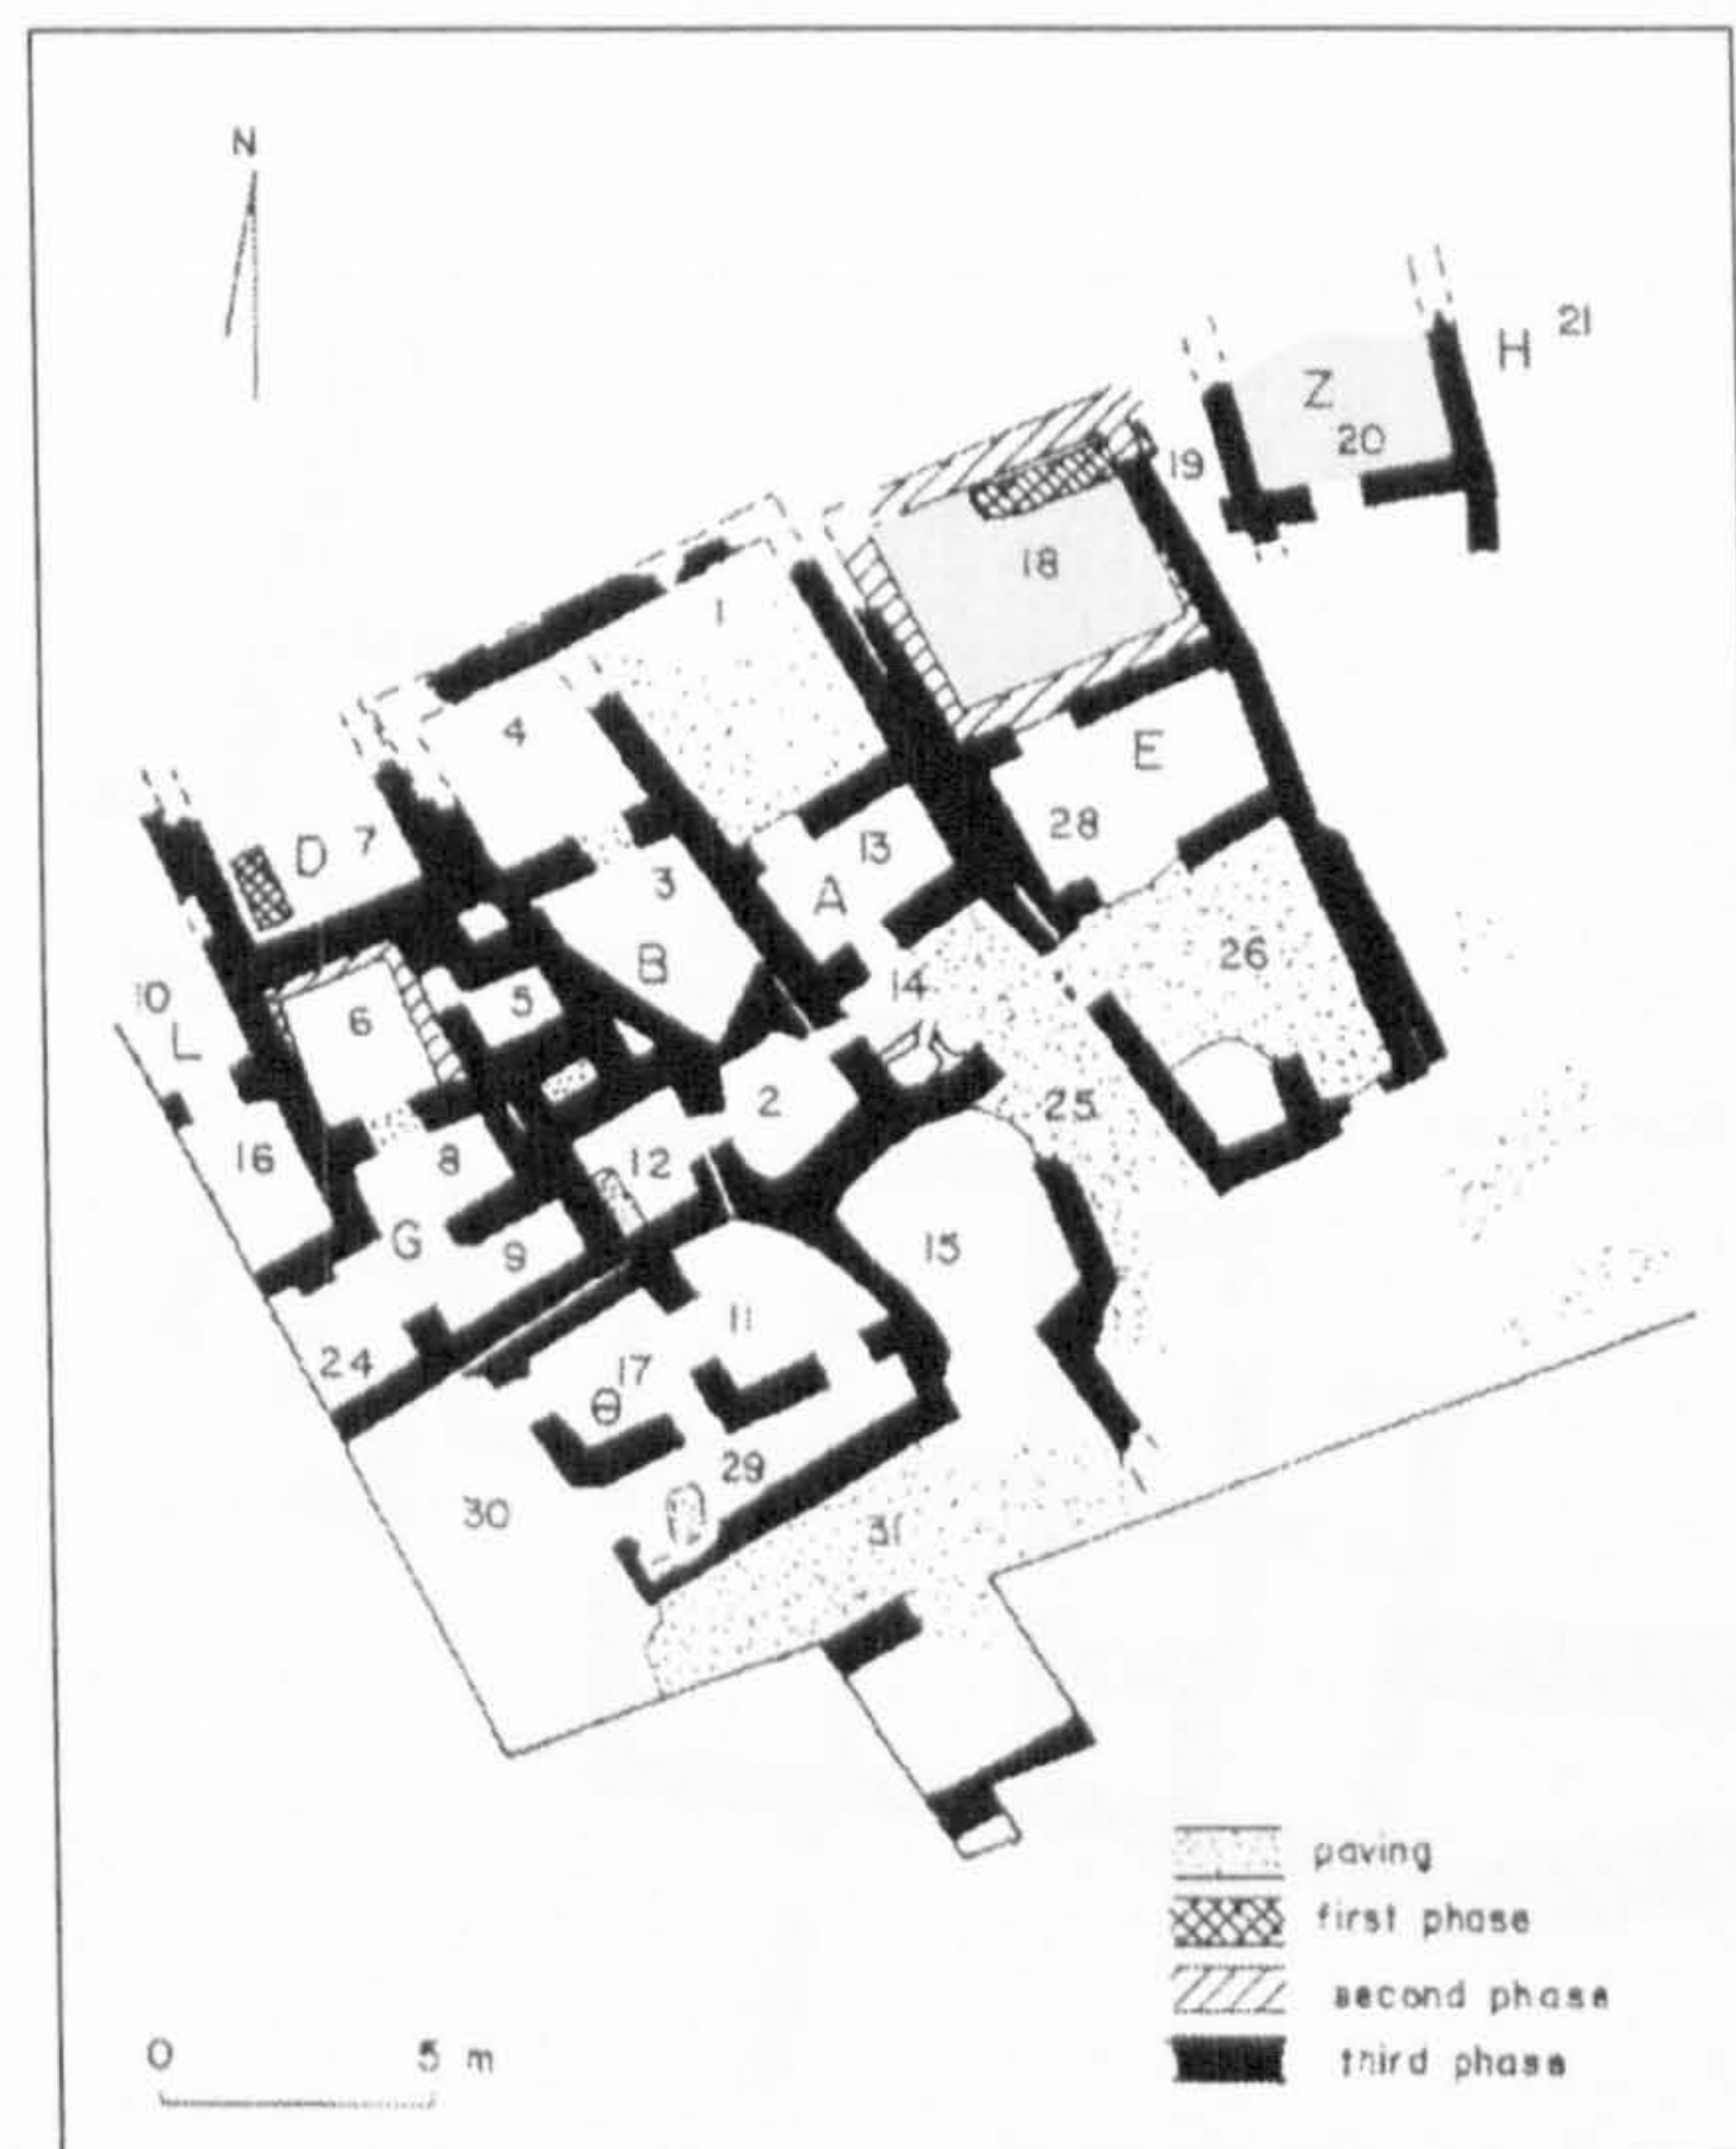 N
H 21
Z
20
19
18
1
4
E
28
D 7
3
13
A
B
26
10
L
6
5
14
2
25
16
8
12
G
9
15
11
24
17
Θ
29
30
31
paving
first phase
second phase
third phase
0 5 m